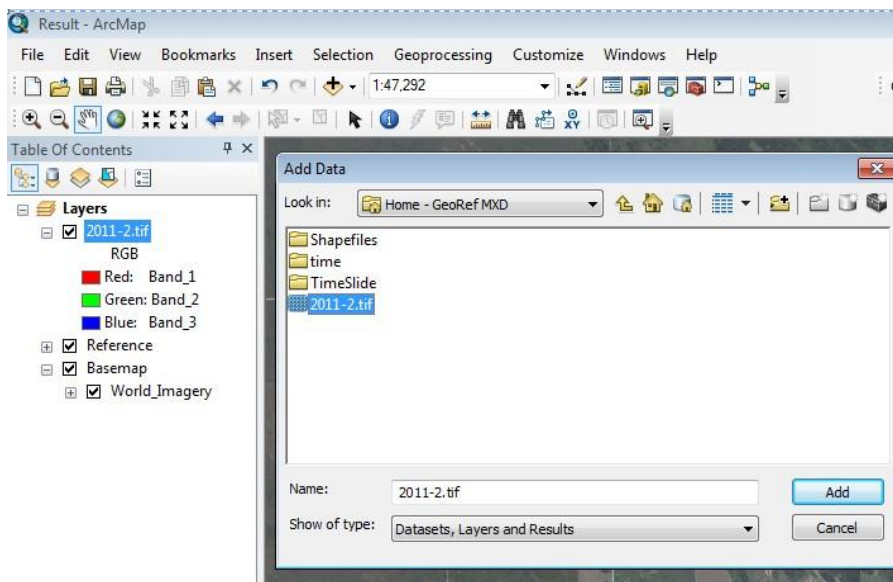 Result - ArcMap
File Edit View Bookmarks Insert Selection Geoprocessing Customize Windows Help
1:47,292
XY
Table Of Contents
Layers
2011-2.tif
RGB
Red: Band_1
Green: Band_2
Blue: Band_3
Reference
Basemap
World_Imagery
Add Data
Look in: Home - GeoRef MXD
Shapefiles
time
TimeSlide
2011-2.tif
Name: 2011-2.tif Add
Show of type: Datasets, Layers and Results Cancel